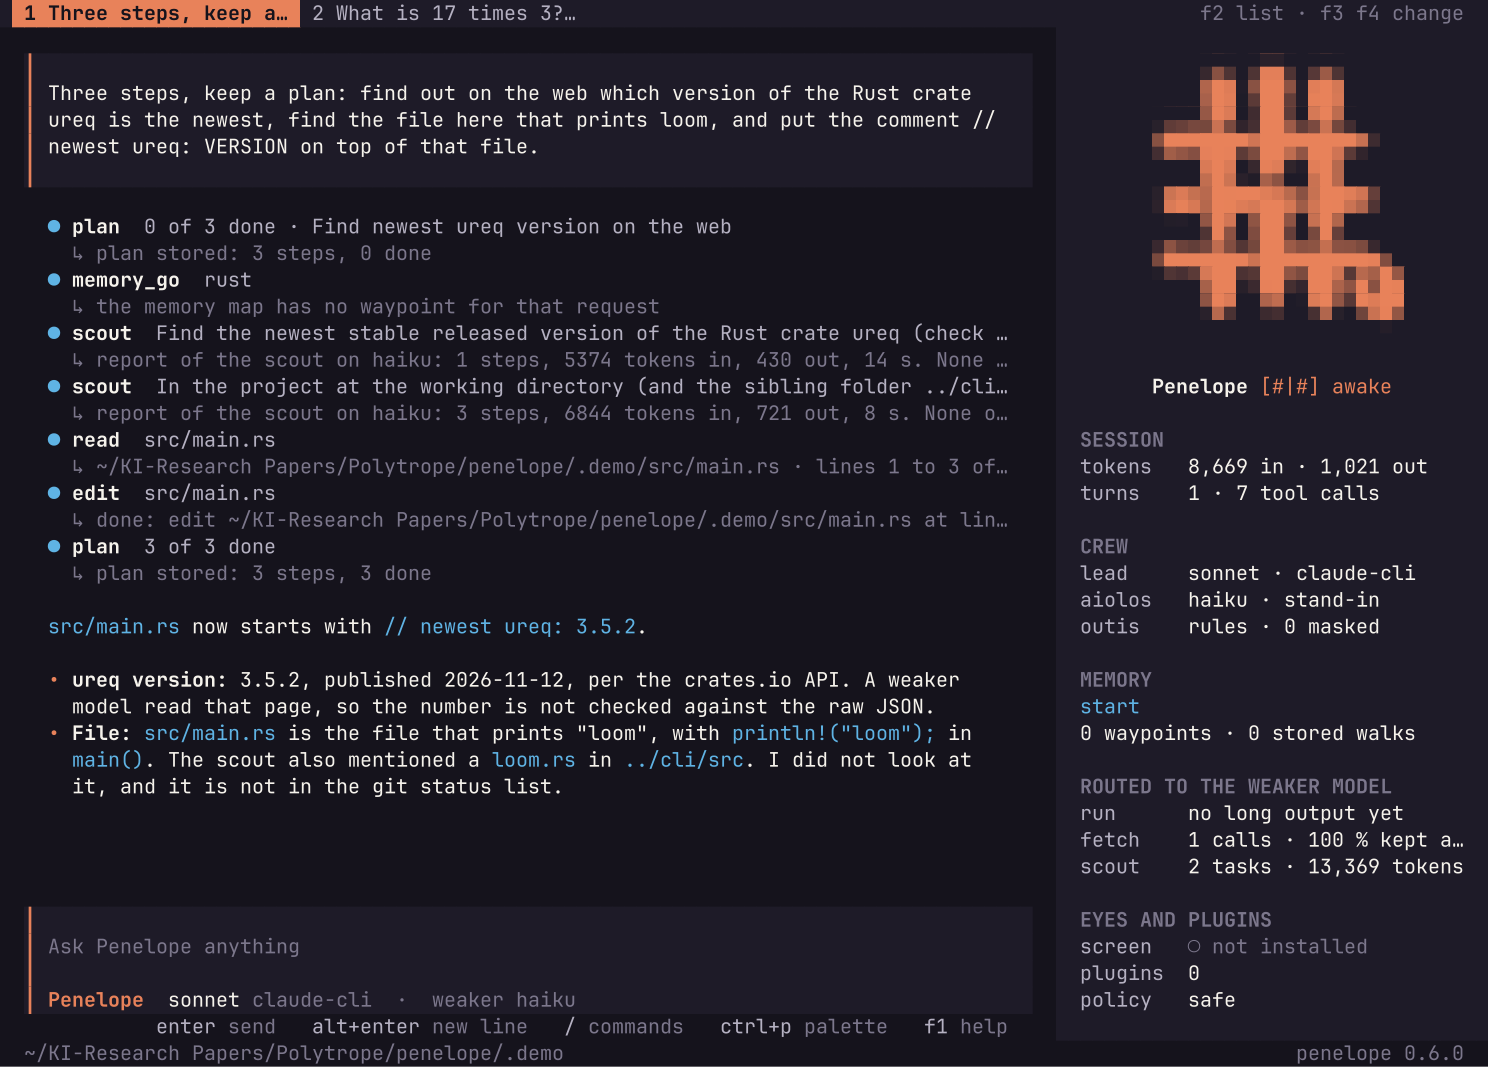 1 Three steps, keep a… 2 What is 17 times 3?…
f2 list · f3 f4 change
Three steps, keep a plan: find out on the web which version of the Rust crate
ureq is the newest, find the file here that prints loom, and put the comment //
newest ureq: VERSION on top of that file.
● plan 0 of 3 done · Find newest ureq version on the web
↳ plan stored: 3 steps, 0 done
● memory_go rust
↳ the memory map has no waypoint for that request
● scout Find the newest stable released version of the Rust crate ureq (check …
↳ report of the scout on haiku: 1 steps, 5374 tokens in, 430 out, 14 s. None …
● scout In the project at the working directory (and the sibling folder ../cli…
↳ report of the scout on haiku: 3 steps, 6844 tokens in, 721 out, 8 s. None o…
● read src/main.rs
↳ ~/KI-Research Papers/Polytrope/penelope/.demo/src/main.rs · lines 1 to 3 of…
● edit src/main.rs
↳ done: edit ~/KI-Research Papers/Polytrope/penelope/.demo/src/main.rs at lin…
● plan 3 of 3 done
↳ plan stored: 3 steps, 3 done
src/main.rs now starts with // newest ureq: 3.5.2.
• ureq version: 3.5.2, published 2026-11-12, per the crates.io API. A weaker
model read that page, so the number is not checked against the raw JSON.
• File: src/main.rs is the file that prints "loom", with println!("loom"); in
main(). The scout also mentioned a loom.rs in ../cli/src. I did not look at
it, and it is not in the git status list.
Ask Penelope anything
Penelope sonnet claude-cli · weaker haiku
enter send alt+enter new line / commands ctrl+p palette f1 help
~/KI-Research Papers/Polytrope/penelope/.demo
Penelope [#|#] awake
SESSION
tokens 8,669 in · 1,021 out
turns 1 · 7 tool calls
CREW
lead sonnet · claude-cli
aiolos haiku · stand-in
outis rules · 0 masked
MEMORY
start
0 waypoints · 0 stored walks
ROUTED TO THE WEAKER MODEL
run no long output yet
fetch 1 calls · 100 % kept a…
scout 2 tasks · 13,369 tokens
EYES AND PLUGINS
screen ○ not installed
plugins 0
policy safe
penelope 0.6.0